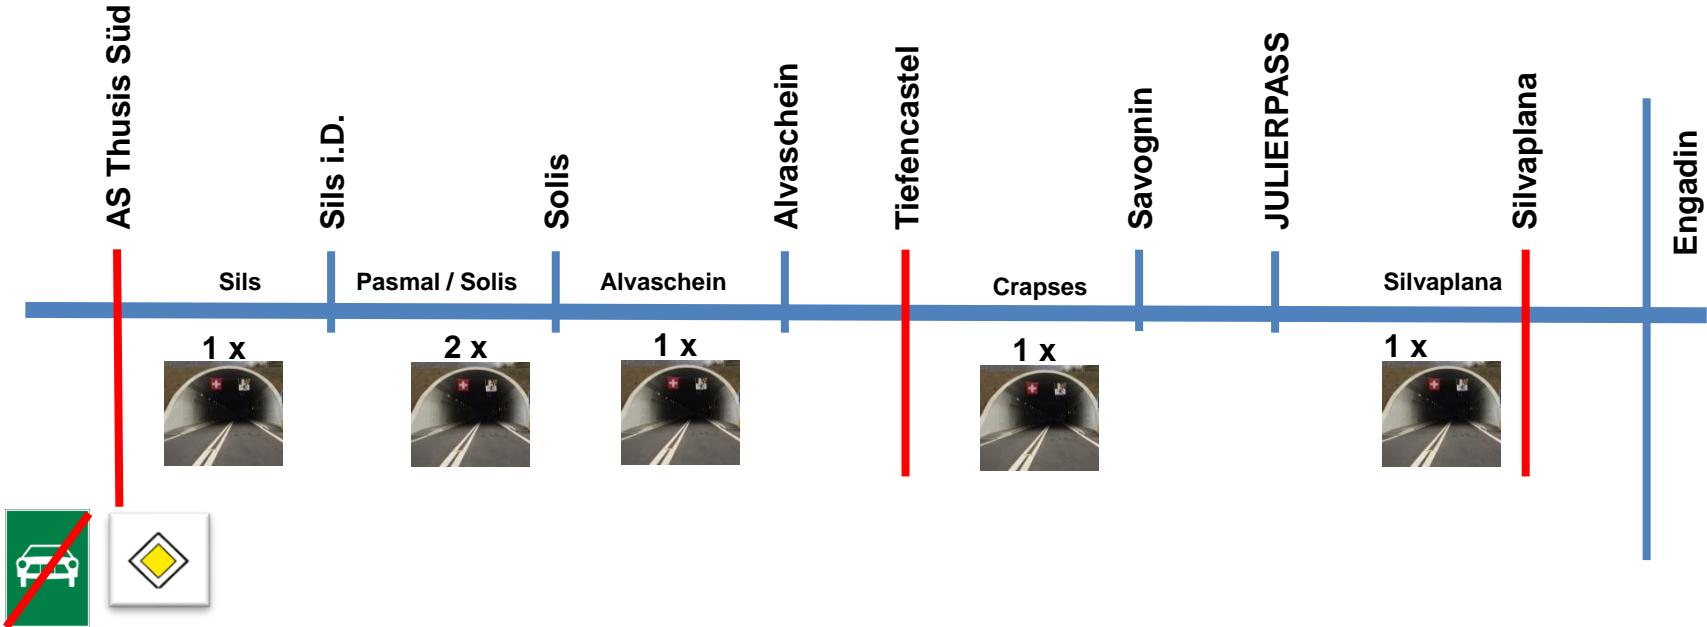 AS Thusis Süd
Sils i.D.
Solis
Alvaschein
Tiefencastel
Savognin
JULIERPASS
Silvaplana
Engadin
Sils
Pasmal / Solis
Alvaschein
Crapses
Silvaplana
1 x
2 x
1 x
1 x
1 x